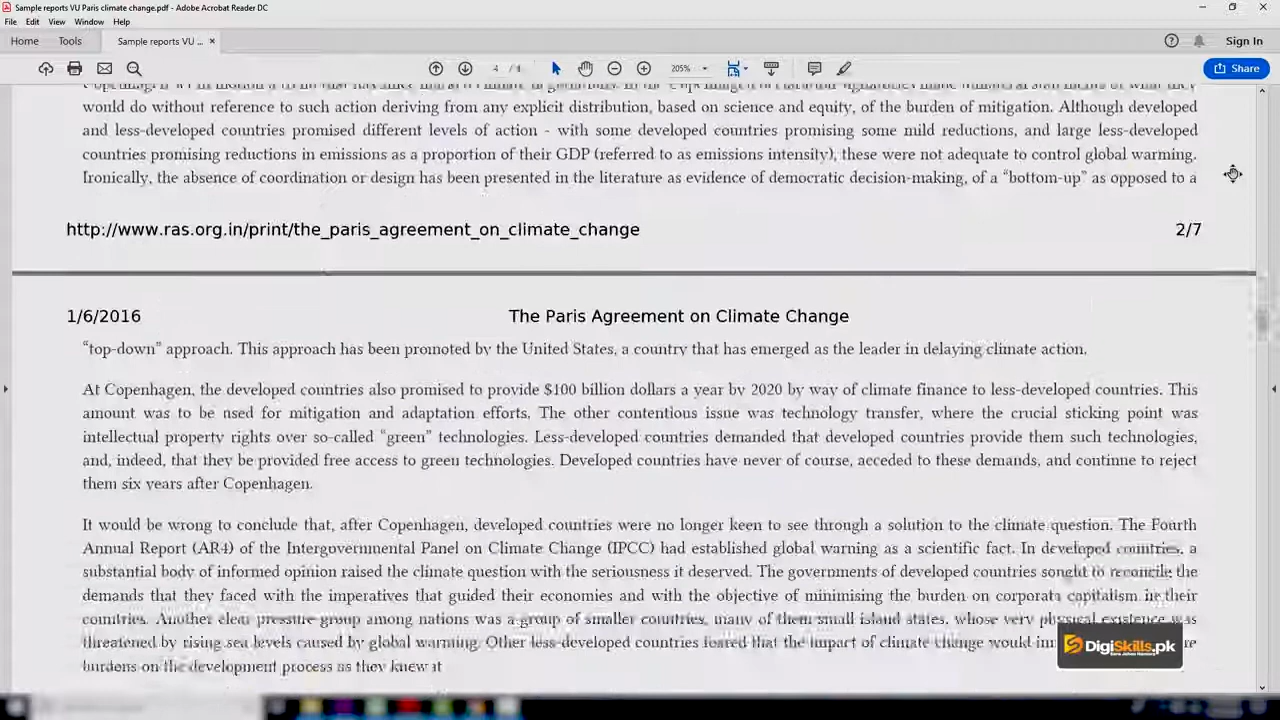 Sample reports VU Paris climate change.pdf - Adobe Acrobat Reader DC
File Edit View Window Help
Home Tools Sample reports VU ... × Sign In
4 / 205% Share
would do without reference to such action deriving from any explicit distribution, based on science and equity, of the burden of mitigation. Although developed
and less-developed countries promised different levels of action - with some developed countries promising some mild reductions, and large less-developed
countries promising reductions in emissions as a proportion of their GDP (referred to as emissions intensity), these were not adequate to control global warming.
Ironically, the absence of coordination or design has been presented in the literature as evidence of democratic decision-making, of a “bottom-up” as opposed to a
http://www.ras.org.in/print/the_paris_agreement_on_climate_change 2/7
1/6/2016 The Paris Agreement on Climate Change
“top-down” approach. This approach has been promoted by the United States, a country that has emerged as the leader in delaying climate action.
At Copenhagen, the developed countries also promised to provide $100 billion dollars a year by 2020 by way of climate finance to less-developed countries. This
amount was to be used for mitigation and adaptation efforts. The other contentious issue was technology transfer, where the crucial sticking point was
intellectual property rights over so-called “green” technologies. Less-developed countries demanded that developed countries provide them such technologies,
and, indeed, that they be provided free access to green technologies. Developed countries have never of course, acceded to these demands, and continue to reject
them six years after Copenhagen.
It would be wrong to conclude that, after Copenhagen, developed countries were no longer keen to see through a solution to the climate question. The Fourth
Annual Report (AR4) of the Intergovernmental Panel on Climate Change (IPCC) had established global warning as a scientific fact. In developed countries, a
substantial body of informed opinion raised the climate question with the seriousness it deserved. The governments of developed countries sought to reconcile the
demands that they faced with the imperatives that guided their economies and with the objective of minimising the burden on corporate capitalism in their
countries. Another clear pressure group among nations was a group of smaller countries, many of them small island states, whose very physical existence was
threatened by rising sea levels caused by global warming. Other less-developed countries feared that the impact of climate change would
burdens on the development process as they knew it
DigiSkills.pk